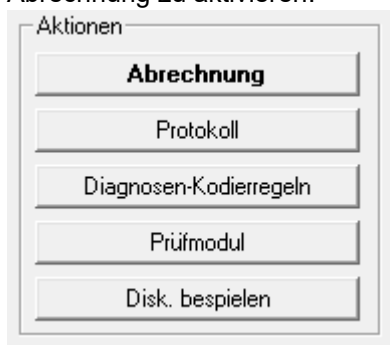 Abrechnung zu aktivieren.
Aktionen
Abrechnung
Protokoll
Diagnosen-Kodierregeln
Prüfmodul
Disk. bespielen